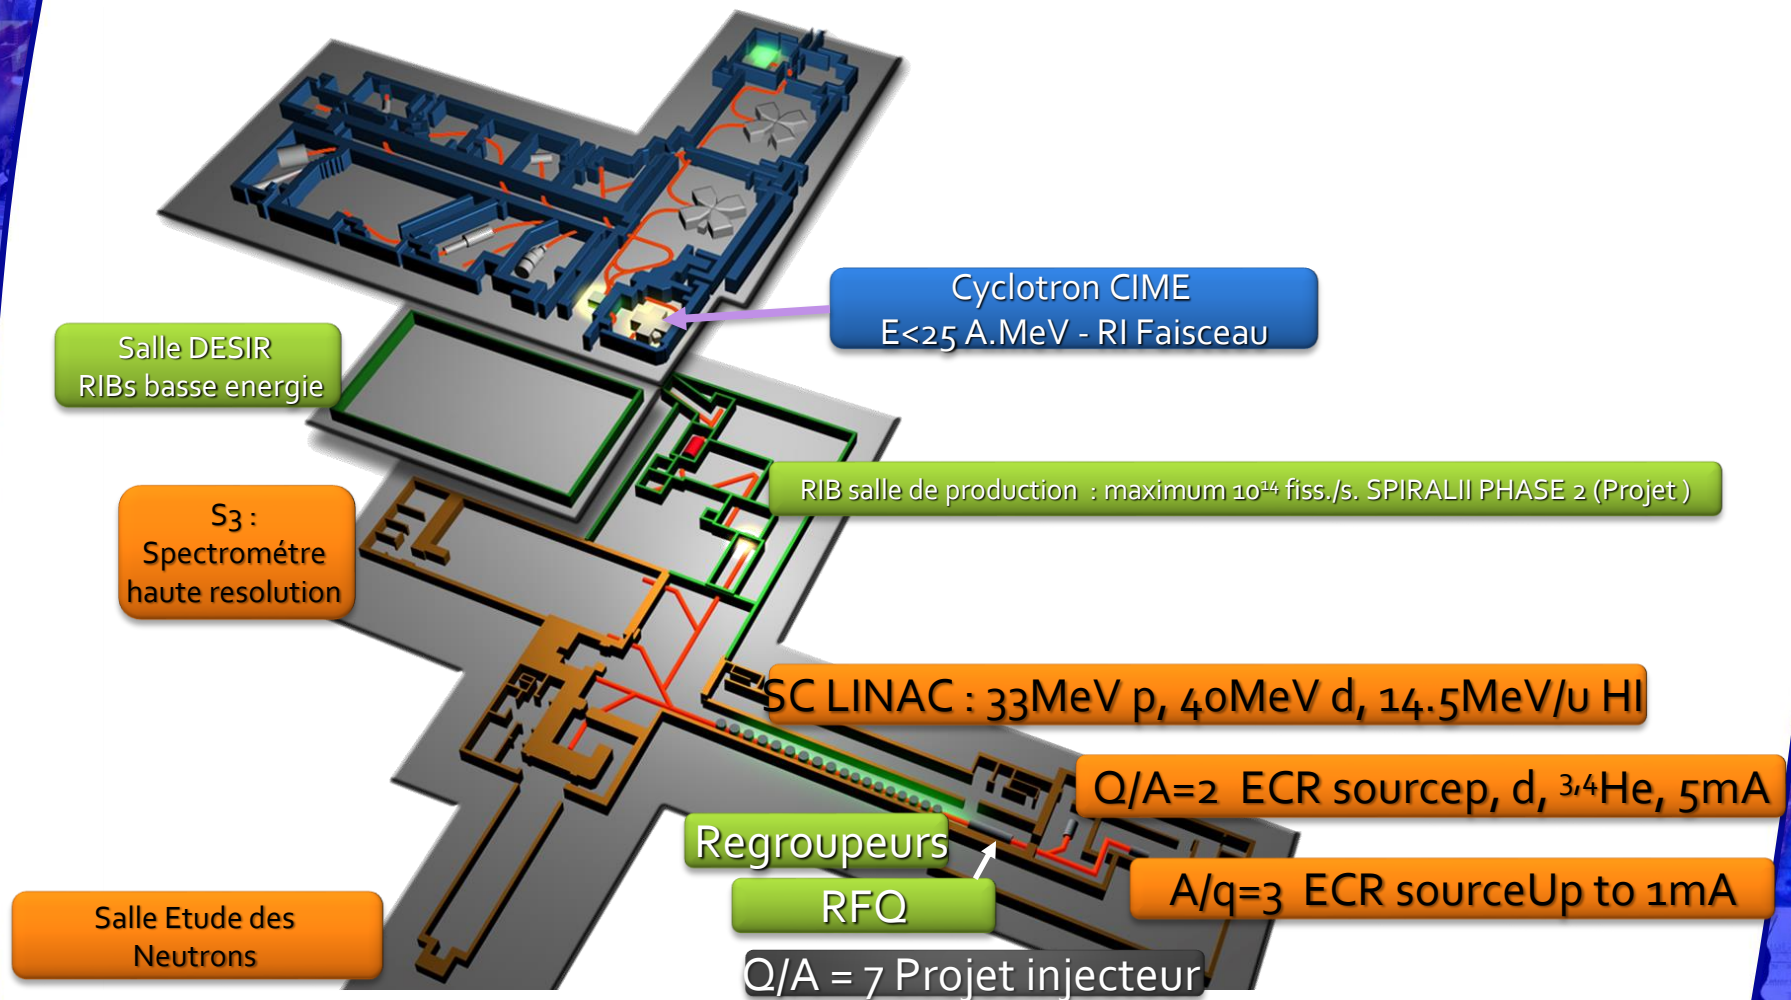 Cyclotron CIME
E<25 A.MeV - RI Faisceau
Salle DESIR
RIBs basse energie
RIB salle de production : maximum 10¹⁴ fiss./s. SPIRALII PHASE 2 (Projet )
S3 :
Spectrométre
haute resolution
SC LINAC : 33MeV p, 40MeV d, 14.5MeV/u HI
Q/A=2 ECR sourcep, d, ³,⁴He, 5mA
Regroupeurs
A/q=3 ECR sourceUp to 1mA
RFQ
Salle Etude des
Neutrons
Q/A = 7 Projet injecteur